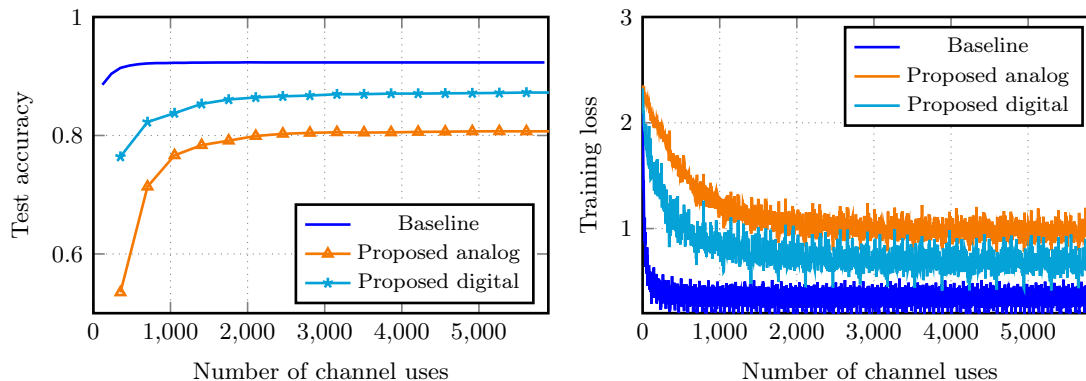 1
0.8
0.6
Test accuracy
Baseline
Proposed analog
Proposed digital
0 1,000 2,000 3,000 4,000 5,000
Number of channel uses
3
2
1
Training loss
Baseline
Proposed analog
Proposed digital
0 1,000 2,000 3,000 4,000 5,000
Number of channel uses